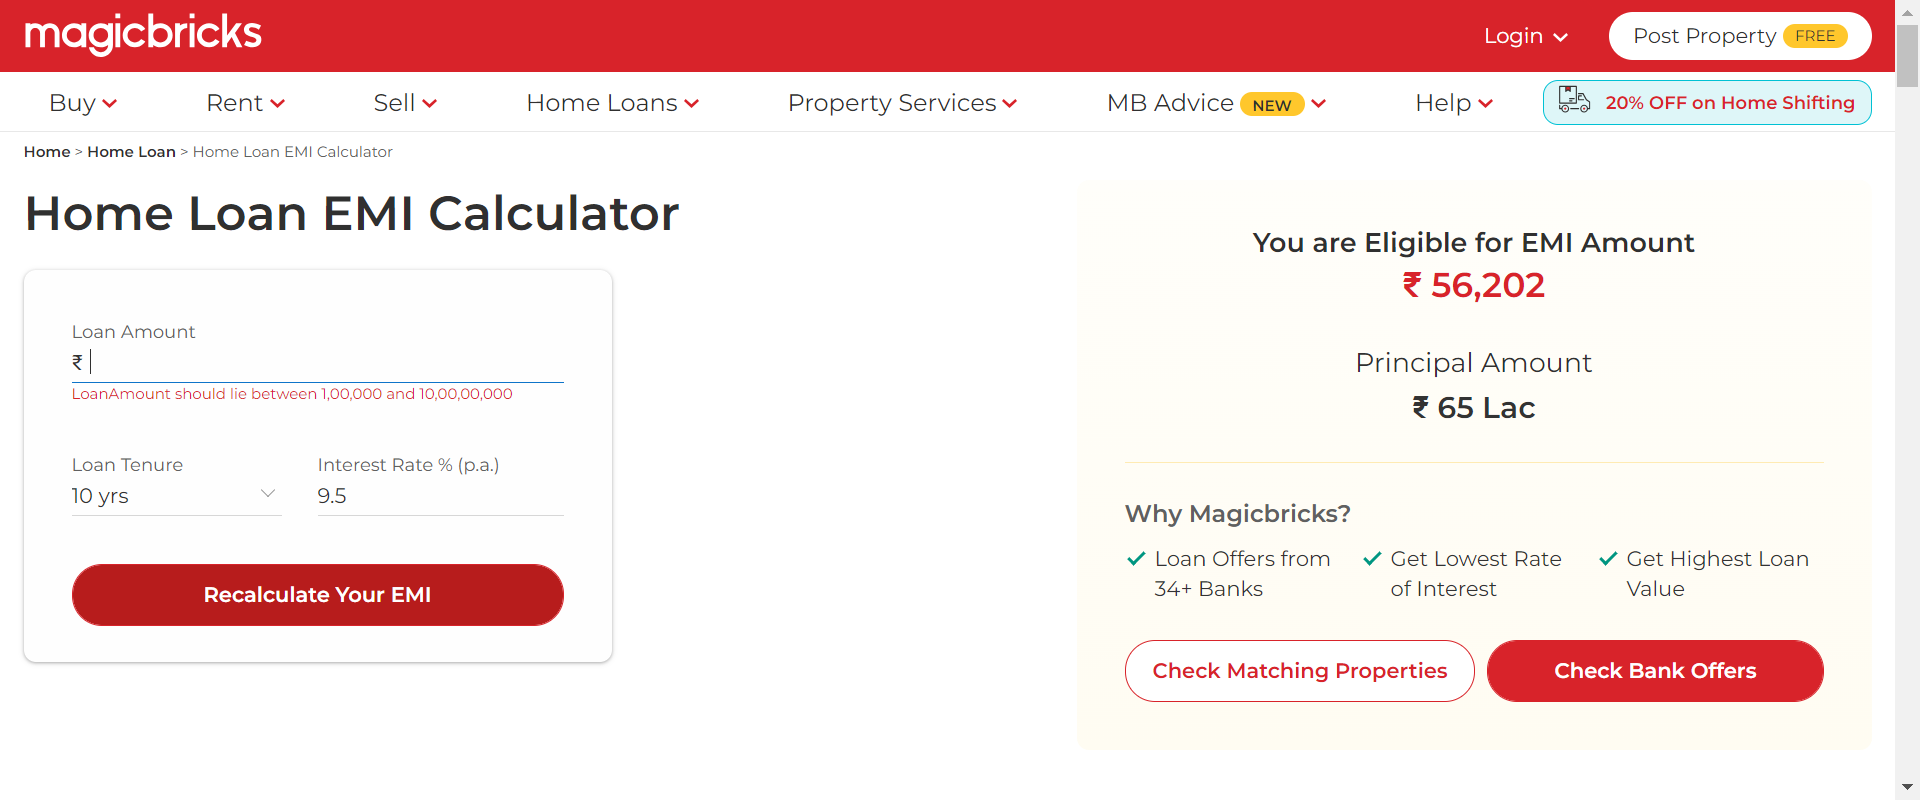 magicbricks
Login
Post Property FREE
Buy
Rent
Sell
Home Loans
Property Services
MB Advice NEW
Help
20% OFF on Home Shifting
Home > Home Loan > Home Loan EMI Calculator
Home Loan EMI Calculator
Loan Amount
₹
LoanAmount should lie between 1,00,000 and 10,00,00,000
Loan Tenure
10 yrs
Interest Rate % (p.a.)
9.5
Recalculate Your EMI
You are Eligible for EMI Amount
₹ 56,202
Principal Amount
₹ 65 Lac
Why Magicbricks?
Loan Offers from
34+ Banks
Get Lowest Rate
of Interest
Get Highest Loan
Value
Check Matching Properties
Check Bank Offers